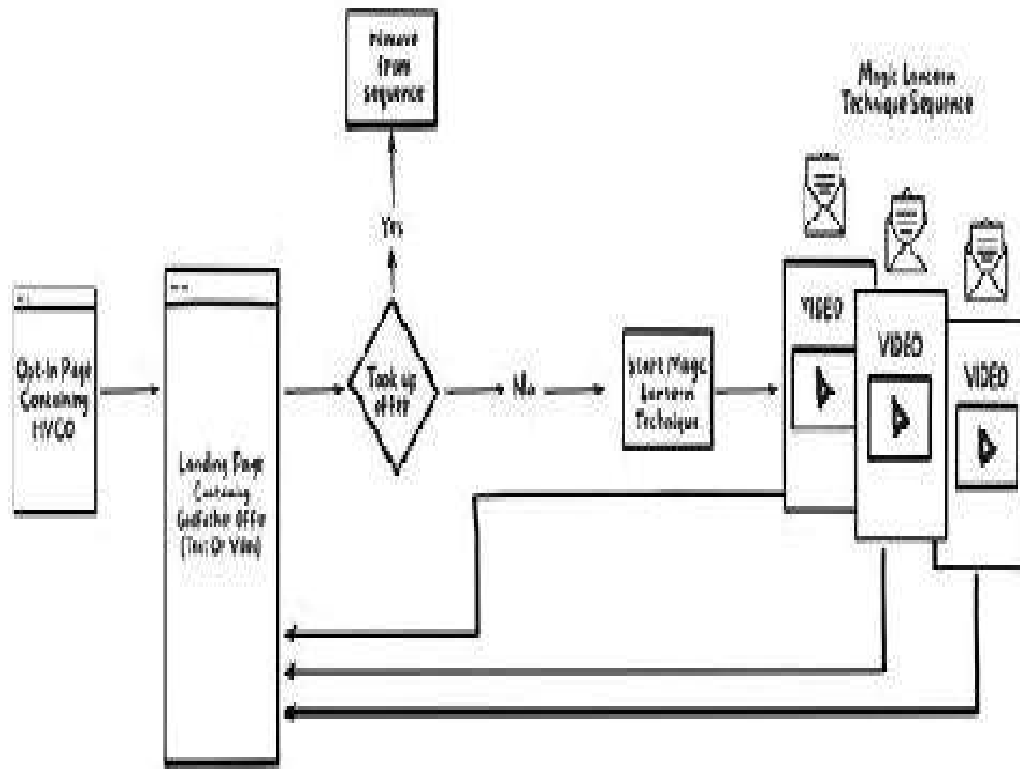 remove
from
sequence
Magic Lantern
Technique Sequence
Yes
Opt-In Page
Containing
HVCO
Took up
offer
No
Start Magic
Lantern
Technique
VIDEO
VIDEO
VIDEO
Landing Page
Containing
Godfather Offer
(Text Or Video)